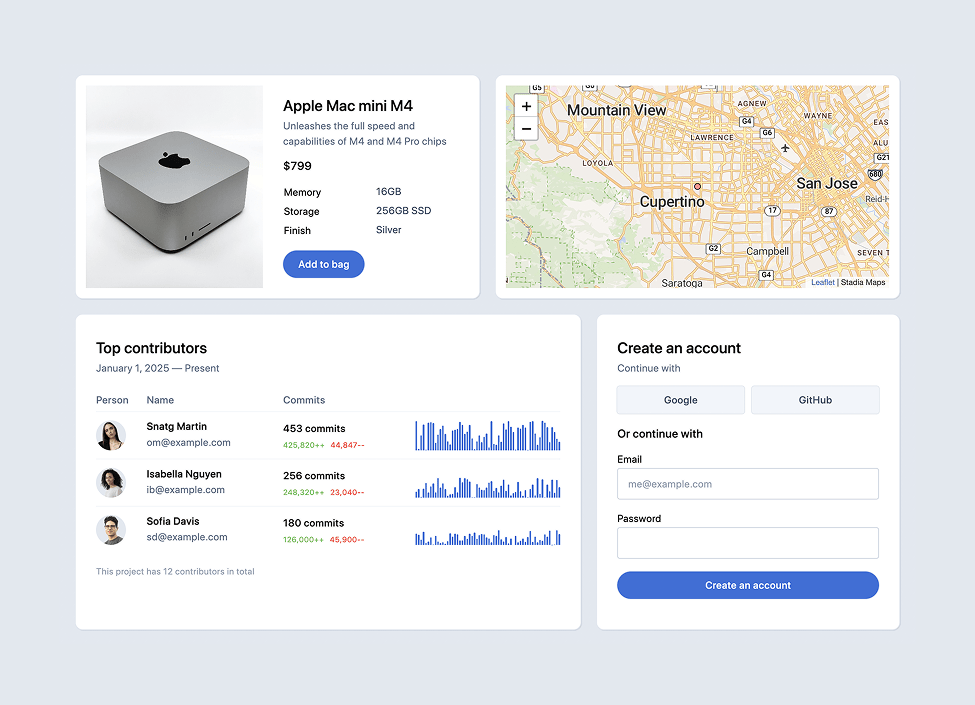 Apple Mac mini M4
Unleashes the full speed and
capabilities of M4 and M4 Pro chips
$799
Memory 16GB
Storage 256GB SSD
Finish Silver
Add to bag
+
−
G5
Mountain View
AGNEW
WAYNE
G4
G6
EAS
LAWRENCE
ALU
LOYOLA
G21
680
San Jose
Cupertino
Reid-H
17
87
G2
Campbell
SEVEN T
G4
Saratoga
Leaflet | Stadia Maps
Top contributors
January 1, 2025 — Present
Person Name Commits
Snatg Martin
om@example.com
453 commits
425,820++ 44,847--
Isabella Nguyen
ib@example.com
256 commits
248,320++ 23,040--
Sofia Davis
sd@example.com
180 commits
126,000++ 45,900--
This project has 12 contributors in total
Create an account
Continue with
Google GitHub
Or continue with
Email
me@example.com
Password
Create an account